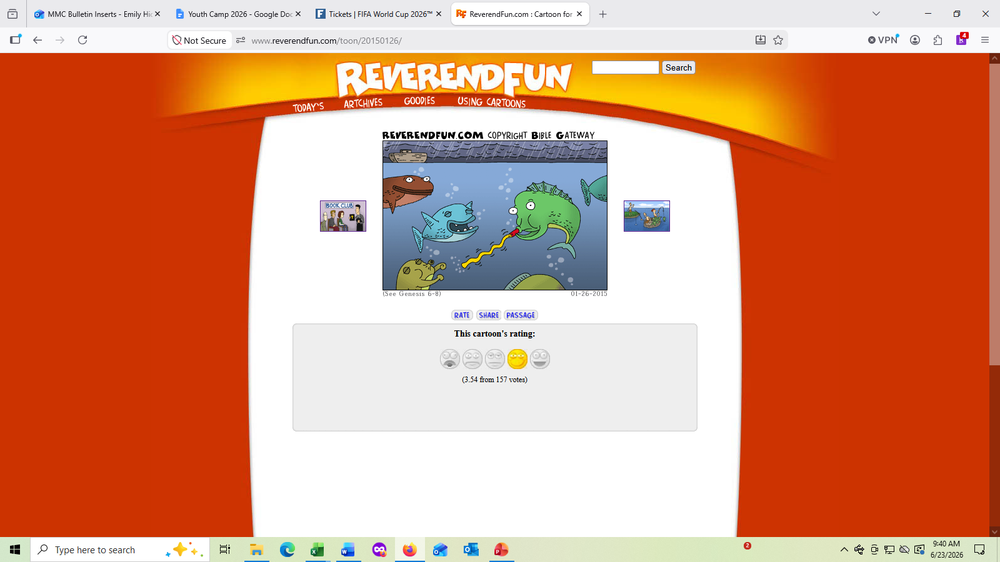 MMC Bulletin Inserts - Emily Hic
Youth Camp 2026 - Google Doc
Tickets | FIFA World Cup 2026™
ReverendFun.com : Cartoon for
Not Secure
www.reverendfun.com/toon/20150126/
VPN
4
REVERENDFUN
Search
TODAY'S
ARTCHIVES
GOODIES
USING CARTOONS
REVERENDFUN.COM COPYRIGHT BIBLE GATEWAY
BOOK CLUB
(See Genesis 6-8)
01-26-2015
RATE
SHARE
PASSAGE
This cartoon's rating:
(3.54 from 157 votes)
Type here to search
2
9:40 AM
6/23/2026